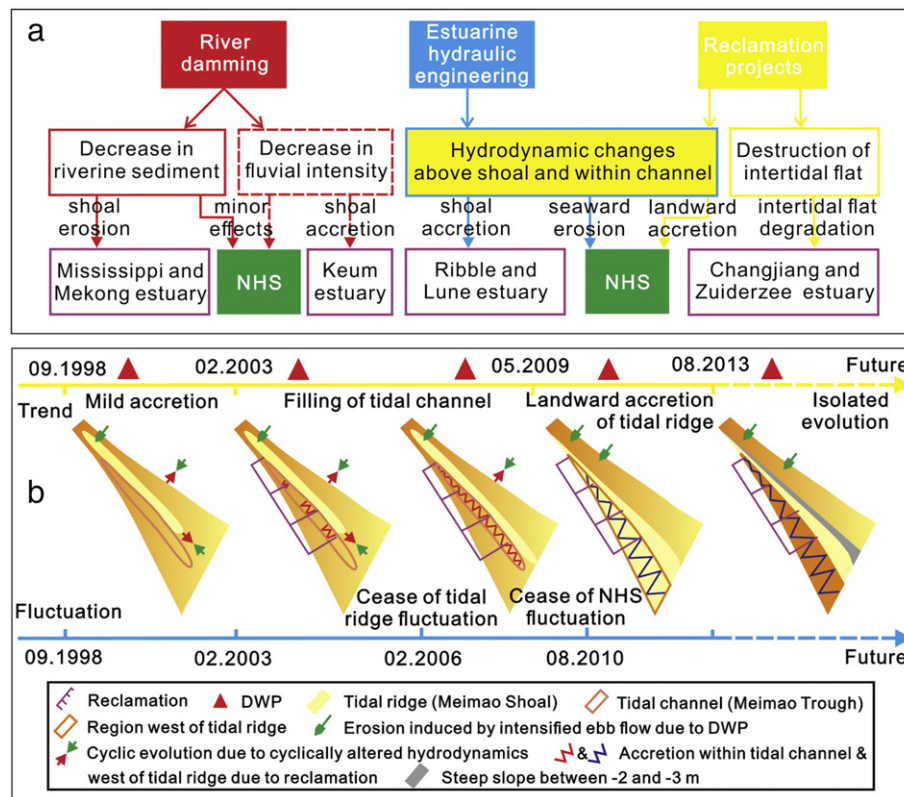 a
River
damming
Estuarine
hydraulic
engineering
Reclamation
projects
Decrease in
riverine sediment
Decrease in
fluvial intensity
Hydrodynamic changes
above shoal and within channel
Destruction of
intertidal flat
shoal
erosion
minor
effects
shoal
accretion
shoal
accretion
seaward
erosion
landward
accretion
intertidal flat
degradation
Mississippi and
Mekong estuary
NHS
Keum
estuary
Ribble and
Lune estuary
NHS
Changjiang and
Zuiderzee estuary
b
09.1998
02.2003
05.2009
08.2013
Future
Trend
Mild accretion
Filling of tidal channel
Landward accretion
of tidal ridge
Isolated
evolution
Fluctuation
Cease of tidal
ridge fluctuation
Cease of NHS
fluctuation
09.1998
02.2003
02.2006
08.2010
Future
Reclamation
DWP
Tidal ridge (Meimao Shoal)
Tidal channel (Meimao Trough)
Region west of tidal ridge
Erosion induced by intensified ebb flow due to DWP
Cyclic evolution due to cyclically altered hydrodynamics
& Accretion within tidal channel &
west of tidal ridge due to reclamation
Steep slope between -2 and -3 m